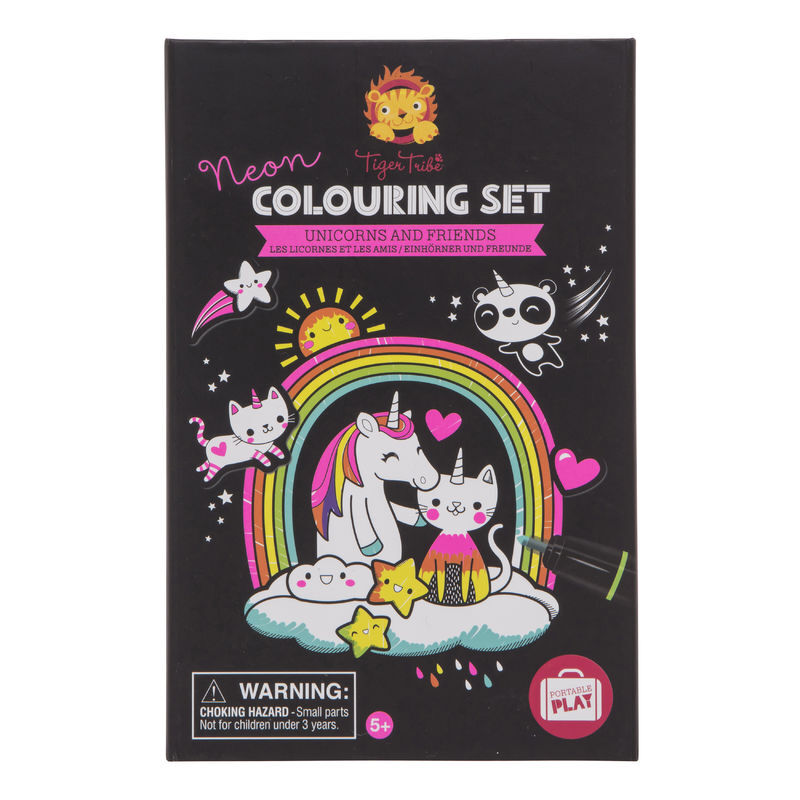 Tiger Tribe
Neon
COLOURING SET
UNICORNS AND FRIENDS
LES LICORNES ET LES AMIS / EINHÖRNER UND FREUNDE
WARNING:
CHOKING HAZARD - Small parts
Not for children under 3 years.
5+
PORTABLE
PLAY